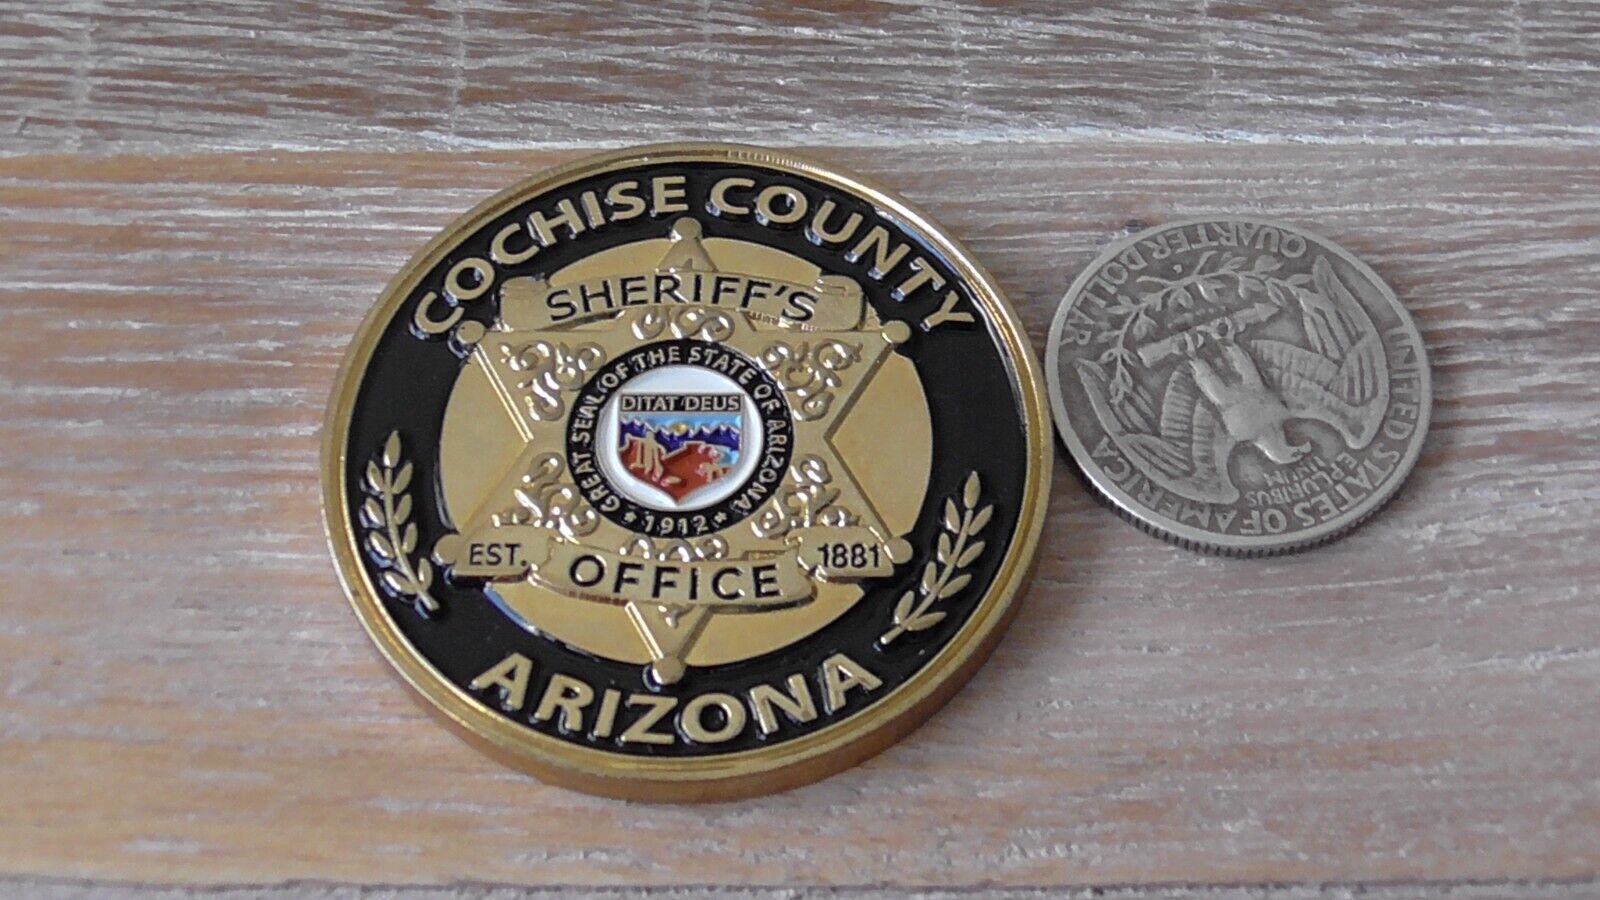 COCHISE COUNTY
SHERIFF'S
GREAT SEAL OF THE STATE OF ARIZONA
DITAT DEUS
1912
EST. 1881
OFFICE
ARIZONA
UNITED STATES OF AMERICA
E PLURIBUS
UNUM
QUARTER DOLLAR